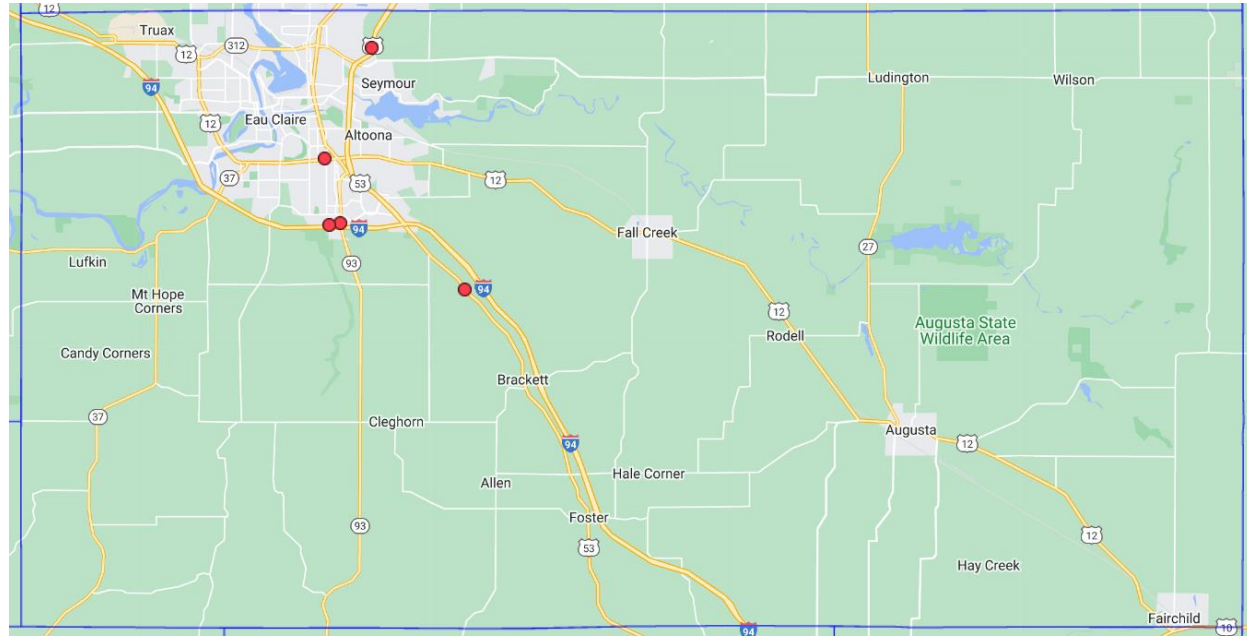 12
Truax
12
312
53
Seymour
94
Ludington
Wilson
Eau Claire
12
Altoona
37
53
12
94
Fall Creek
27
Lufkin
93
94
Mt Hope
Corners
12
Augusta State
Wildlife Area
Rodell
Candy Corners
Brackett
37
Cleghorn
Augusta
94
12
Allen
Hale Corner
Foster
93
53
12
Hay Creek
Fairchild
94
10